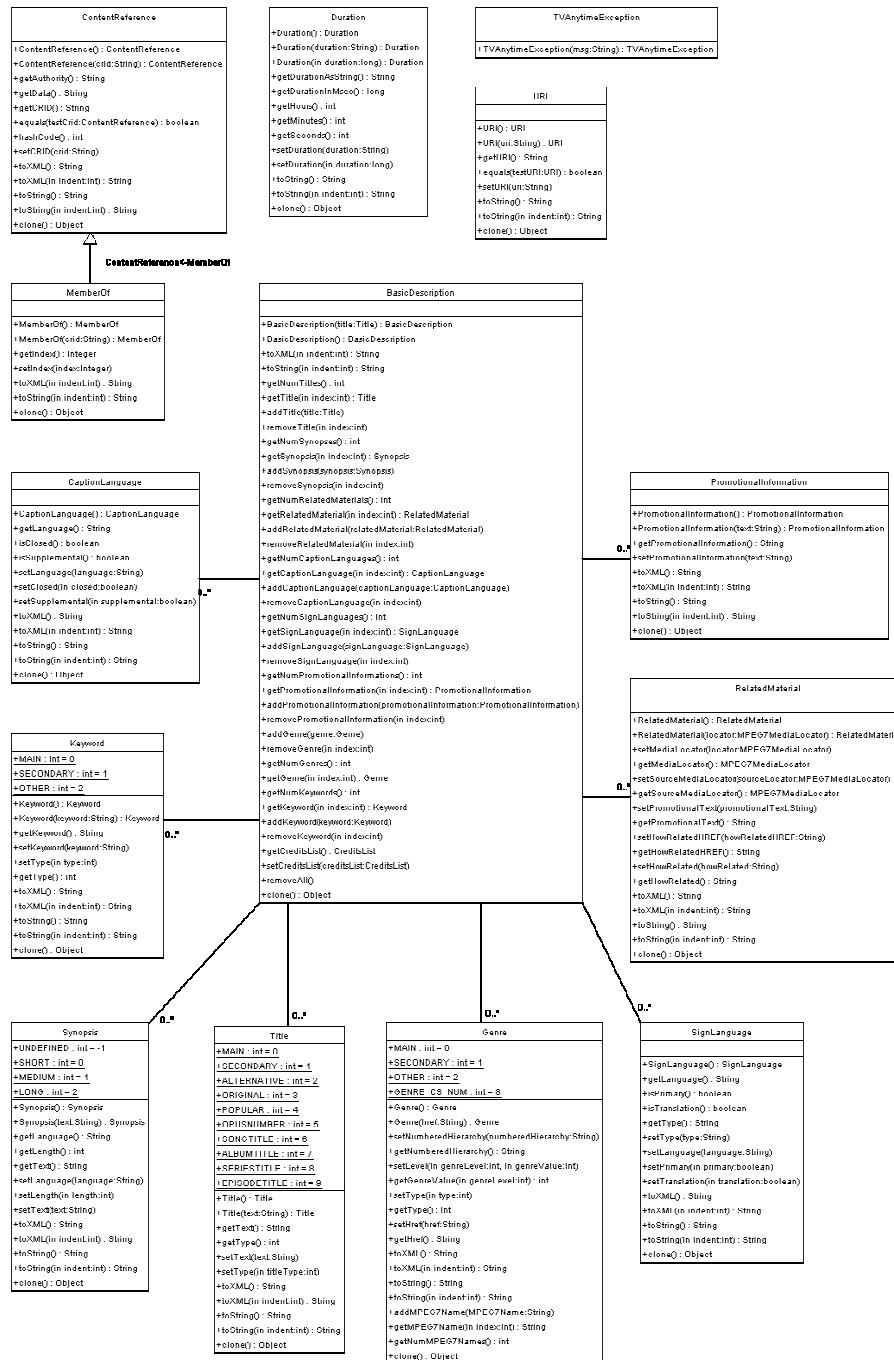 ContentReference
+ContentReference() : ContentReference
+ContentReference(crid:String) : ContentReference
+getAuthority() : String
+getData() : String
+getCRID() : String
+equals(testCrid:ContentReference) : boolean
+hashCode() : int
+setCRID(crid:String)
+toXML() : String
+toXML(in indent:int) : String
+toString() : String
+toString(in indent:int) : String
+clone() : Object
Duration
+Duration() : Duration
+Duration(duration:String) : Duration
+Duration(in duration:long) : Duration
+getDurationAsString() : String
+getDurationInMsec() : long
+getHours() : int
+getMinutes() : int
+getSeconds() : int
+setDuration(duration:String)
+setDuration(in duration:long)
+toString() : String
+toString(in indent:int) : String
+clone() : Object
TVAnytimeException
+TVAnytimeException(msg:String) : TVAnytimeException
URI
+URI() : URI
+URI(uri:String) : URI
+getURI() : String
+equals(testURI:URI) : boolean
+setURI(uri:String)
+toString() : String
+toString(in indent:int) : String
+clone() : Object
ContentReference<-MemberOf
MemberOf
+MemberOf() : MemberOf
+MemberOf(crid:String) : MemberOf
+getIndex() : Integer
+setIndex(index:Integer)
+toXML(in indent:int) : String
+toString(in indent:int) : String
+clone() : Object
BasicDescription
+BasicDescription(title:Title) : BasicDescription
+BasicDescription() : BasicDescription
+toXML(in indent:int) : String
+toString(in indent:int) : String
+getNumTitles() : int
+getTitle(in index:int) : Title
+addTitle(title:Title)
+removeTitle(in index:int)
+getNumSynopses() : int
+getSynopsis(in index:int) : Synopsis
+addSynopsis(synopsis:Synopsis)
+removeSynopsis(in index:int)
+getNumRelatedMaterials() : int
+getRelatedMaterial(in index:int) : RelatedMaterial
+addRelatedMaterial(relatedMaterial:RelatedMaterial)
+removeRelatedMaterial(in index:int)
+getNumCaptionLanguages() : int
+getCaptionLanguage(in index:int) : CaptionLanguage
+addCaptionLanguage(captionLanguage:CaptionLanguage)
+removeCaptionLanguage(in index:int)
+getNumSignLanguages() : int
+getSignLanguage(in index:int) : SignLanguage
+addSignLanguage(signLanguage:SignLanguage)
+removeSignLanguage(in index:int)
+getNumPromotionalInformations() : int
+getPromotionalInformation(in index:int) : PromotionalInformation
+addPromotionalInformation(promotionalInformation:PromotionalInformation)
+removePromotionalInformation(in index:int)
+addGenre(genre:Genre)
+removeGenre(in index:int)
+getNumGenres() : int
+getGenre(in index:int) : Genre
+getNumKeywords() : int
+getKeyword(in index:int) : Keyword
+addKeyword(keyword:Keyword)
+removeKeyword(in index:int)
+getCreditsList() : CreditsList
+setCreditsList(creditsList:CreditsList)
+removeAll()
+clone() : Object
CaptionLanguage
+CaptionLanguage() : CaptionLanguage
+getLanguage() : String
+isClosed() : boolean
+isSupplemental() : boolean
+setLanguage(language:String)
+setClosed(in closed:boolean)
+setSupplemental(in supplemental:boolean)
+toXML() : String
+toXML(in indent:int) : String
+toString() : String
+toString(in indent:int) : String
+clone() : Object
0..*
PromotionalInformation
+PromotionalInformation() : PromotionalInformation
+PromotionalInformation(text:String) : PromotionalInformation
+getPromotionalInformation() : String
+setPromotionalInformation(text:String)
+toXML() : String
+toXML(in indent:int) : String
+toString() : String
+toString(in indent:int) : String
+clone() : Object
0..*
RelatedMaterial
+RelatedMaterial() : RelatedMaterial
+RelatedMaterial(locator:MPEG7MediaLocator) : RelatedMateri
+setMediaLocator(locator:MPEG7MediaLocator)
+getMediaLocator() : MPEG7MediaLocator
+setSourceMediaLocator(sourceLocator:MPEG7MediaLocator)
+getSourceMediaLocator() : MPEG7MediaLocator
+setPromotionalText(promotionalText:String)
+getPromotionalText() : String
+setHowRelatedHREF(howRelatedHREF:String)
+getHowRelatedHREF() : String
+setHowRelated(howRelated:String)
+getHowRelated() : String
+toXML() : String
+toXML(in indent:int) : String
+toString() : String
+toString(in indent:int) : String
+clone() : Object
0..*
Keyword
+MAIN : int = 0
+SECONDARY : int = 1
+OTHER : int = 2
+Keyword() : Keyword
+Keyword(keyword:String) : Keyword
+getKeyword() : String
+setKeyword(keyword:String)
+setType(in type:int)
+getType() : int
+toXML() : String
+toXML(in indent:int) : String
+toString() : String
+toString(in indent:int) : String
+clone() : Object
0..*
0..*
0..*
0..*
0..*
Synopsis
+UNDEFINED : int = -1
+SHORT : int = 0
+MEDIUM : int = 1
+LONG : int = 2
+Synopsis() : Synopsis
+Synopsis(text:String) : Synopsis
+getLanguage() : String
+getLength() : int
+getText() : String
+setLanguage(language:String)
+setLength(in length:int)
+setText(text:String)
+toXML() : String
+toXML(in indent:int) : String
+toString() : String
+toString(in indent:int) : String
+clone() : Object
Title
+MAIN : int = 0
+SECONDARY : int = 1
+ALTERNATIVE : int = 2
+ORIGINAL : int = 3
+POPULAR : int = 4
+OPUSNUMBER : int = 5
+SONGTITLE : int = 6
+ALBUMTITLE : int = 7
+SERIESTITLE : int = 8
+EPISODETITLE : int = 9
+Title() : Title
+Title(text:String) : Title
+getText() : String
+getType() : int
+setText(text:String)
+setType(in titleType:int)
+toXML() : String
+toXML(in indent:int) : String
+toString() : String
+toString(in indent:int) : String
+clone() : Object
Genre
+MAIN : int = 0
+SECONDARY : int = 1
+OTHER : int = 2
+GENRE_CS_NUM : int = 8
+Genre() : Genre
+Genre(href:String) : Genre
+setNumberedHierarchy(numberedHierarchy:String)
+getNumberedHierarchy() : String
+setLevel(in genreLevel:int, in genreValue:int)
+getGenreValue(in genreLevel:int) : int
+setType(in type:int)
+getType() : int
+setHref(href:String)
+getHref() : String
+toXML() : String
+toXML(in indent:int) : String
+toString() : String
+toString(in indent:int) : String
+addMPEG7Name(MPEG7Name:String)
+getMPEG7Name(in index:int) : String
+getNumMPEG7Names() : int
+clone() : Object
SignLanguage
+SignLanguage() : SignLanguage
+getLanguage() : String
+isPrimary() : boolean
+isTranslation() : boolean
+getType() : String
+setType(type:String)
+setLanguage(language:String)
+setPrimary(in primary:boolean)
+setTranslation(in translation:boolean)
+toXML() : String
+toXML(in indent:int) : String
+toString() : String
+toString(in indent:int) : String
+clone() : Object